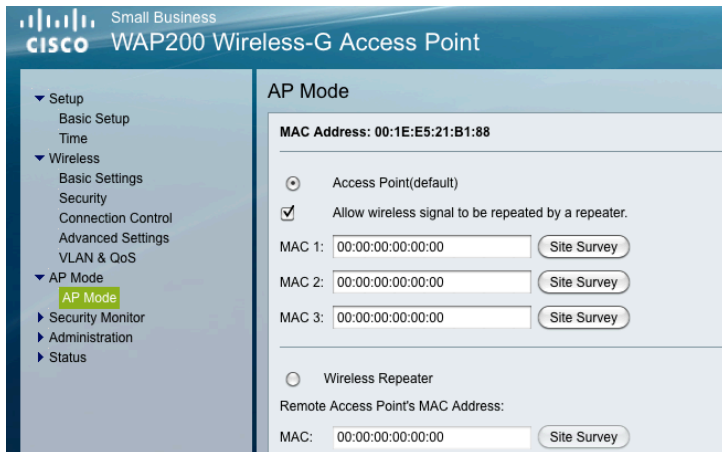 Small Business
CISCO WAP200 Wireless-G Access Point
Setup
Basic Setup
Time
Wireless
Basic Settings
Security
Connection Control
Advanced Settings
VLAN & QoS
AP Mode
AP Mode
Security Monitor
Administration
Status
AP Mode
MAC Address: 00:1E:E5:21:B1:88
Access Point(default)
Allow wireless signal to be repeated by a repeater.
MAC 1: 00:00:00:00:00:00 Site Survey
MAC 2: 00:00:00:00:00:00 Site Survey
MAC 3: 00:00:00:00:00:00 Site Survey
Wireless Repeater
Remote Access Point's MAC Address:
MAC: 00:00:00:00:00:00 Site Survey